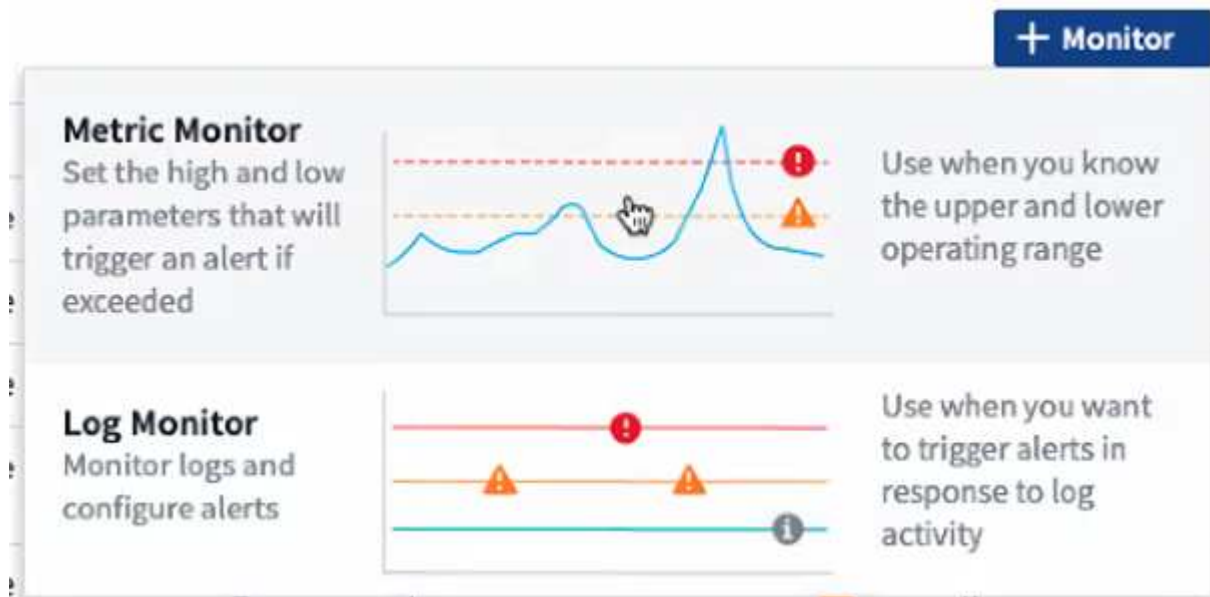 + Monitor
Metric Monitor
Set the high and low
parameters that will
trigger an alert if
exceeded
Use when you know
the upper and lower
operating range
Log Monitor
Monitor logs and
configure alerts
Use when you want
to trigger alerts in
response to log
activity